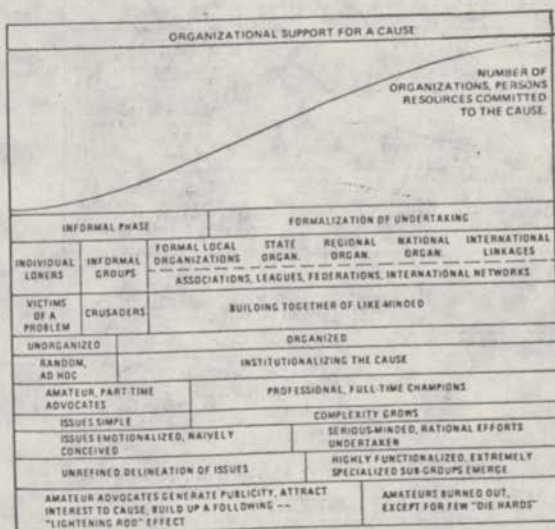 ORGANIZATIONAL SUPPORT FOR A CAUSE
NUMBER OF
ORGANIZATIONS, PERSONS
RESOURCES COMMITTED
TO THE CAUSE.
INFORMAL PHASE
FORMALIZATION OF UNDERTAKING
INDIVIDUAL
LONERS
INFORMAL
GROUPS
FORMAL LOCAL
ORGANIZATIONS
STATE
ORGAN.
REGIONAL
ORGAN.
NATIONAL
ORGAN.
INTERNATIONAL
LINKAGES
ASSOCIATIONS, LEAGUES, FEDERATIONS, INTERNATIONAL NETWORKS
VICTIMS
OF A
PROBLEM
CRUSADERS
BUILDING TOGETHER OF LIKE-MINDED
UNORGANIZED
ORGANIZED
RANDOM,
AD HOC
INSTITUTIONALIZING THE CAUSE
AMATEUR, PART-TIME
ADVOCATES
PROFESSIONAL, FULL-TIME CHAMPIONS
ISSUES SIMPLE
COMPLEXITY GROWS
ISSUES EMOTIONALIZED, NAIVELY
CONCEIVED
SERIOUS-MINDED, RATIONAL EFFORTS
UNDERTAKEN
UNREFINED DELINEATION OF ISSUES
HIGHLY FUNCTIONALIZED, EXTREMELY
SPECIALIZED SUB-GROUPS EMERGE
AMATEUR ADVOCATES GENERATE PUBLICITY, ATTRACT
INTEREST TO CAUSE, BUILD UP A FOLLOWING --
"LIGHTENING ROD" EFFECT
AMATEURS BURNED OUT,
EXCEPT FOR FEW "DIE HARDS"